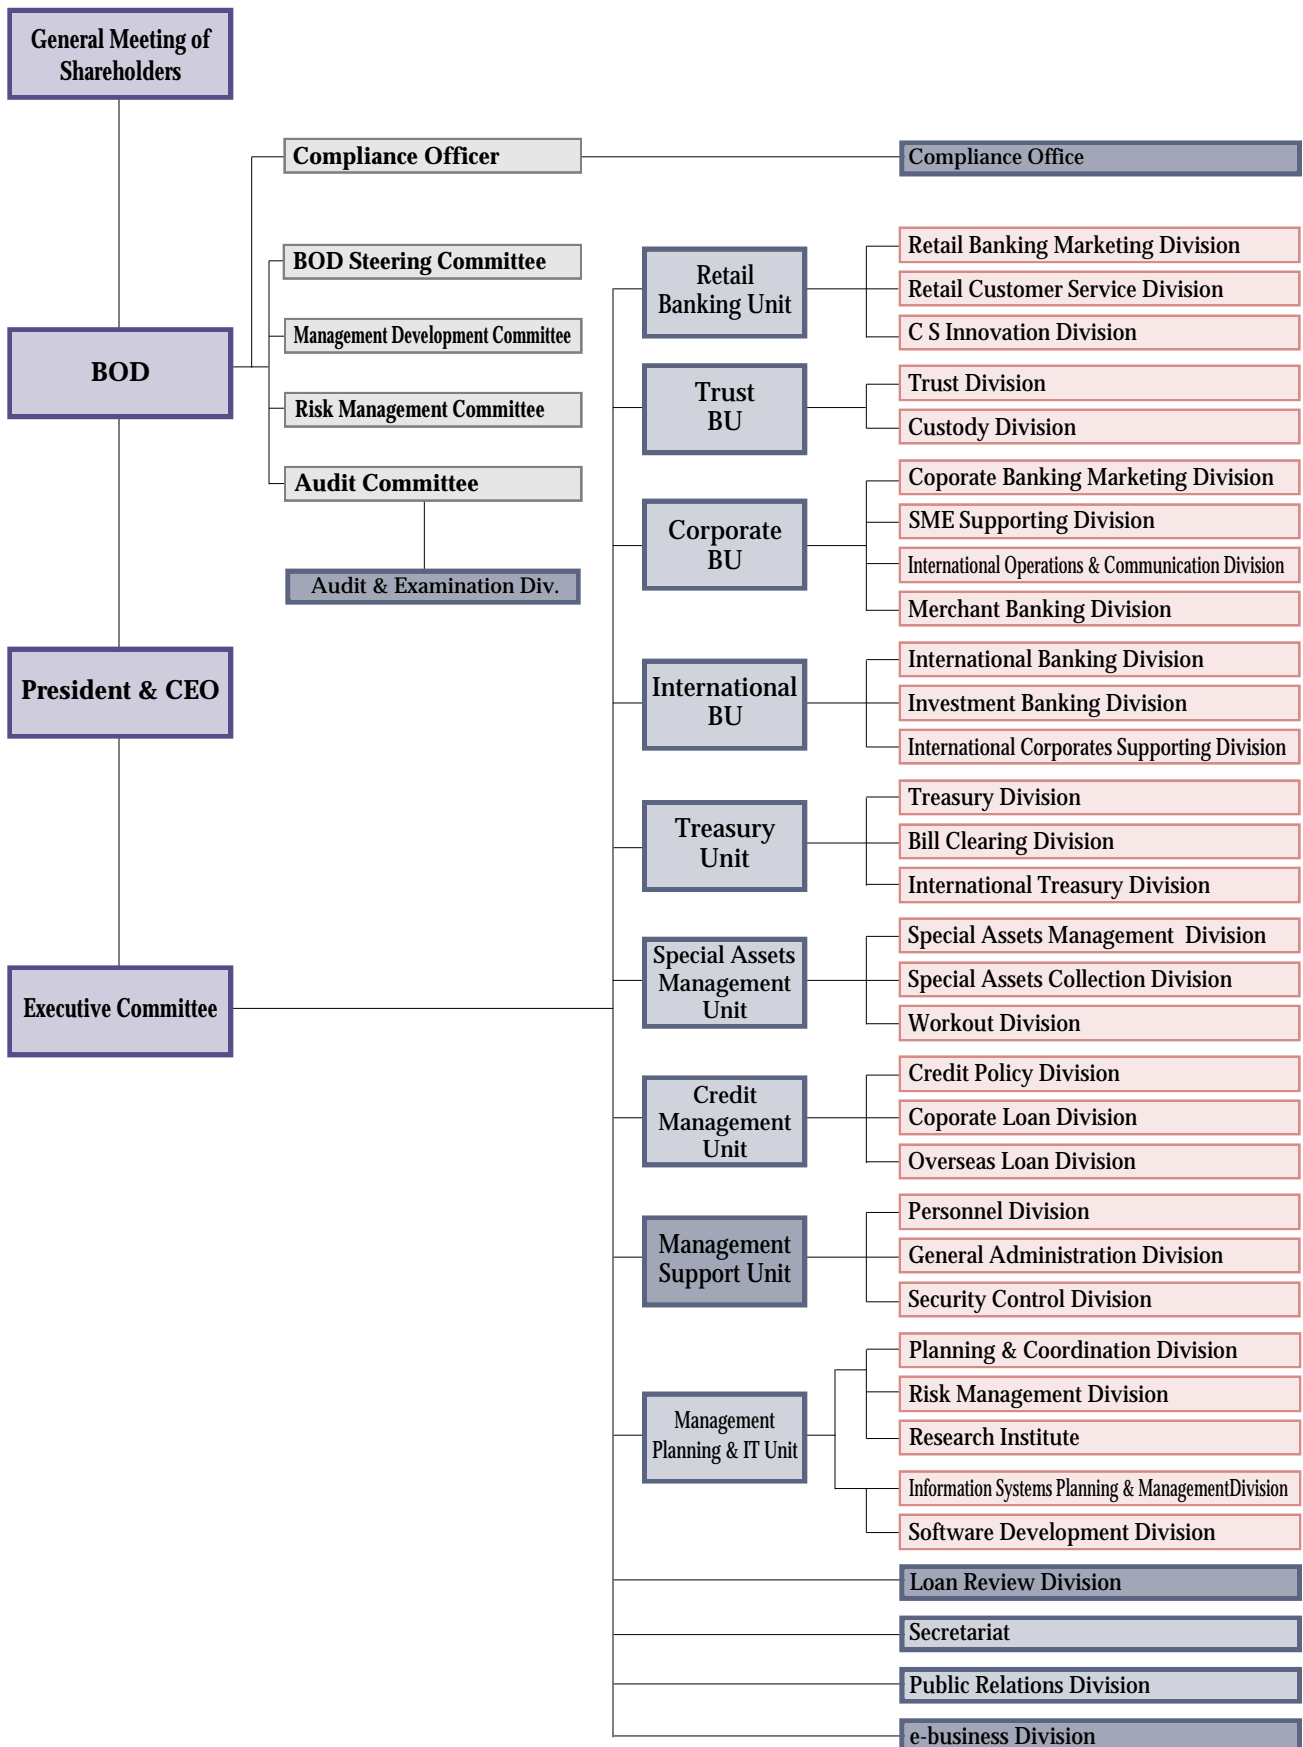 General Meeting of
Shareholders
Compliance Officer
Compliance Office
BOD Steering Committee
Management Development Committee
BOD
Risk Management Committee
Audit Committee
Audit & Examination Div.
President & CEO
Executive Committee
Retail
Banking Unit
Retail Banking Marketing Division
Retail Customer Service Division
C S Innovation Division
Trust
BU
Trust Division
Custody Division
Corporate
BU
Coporate Banking Marketing Division
SME Supporting Division
International Operations & Communication Division
Merchant Banking Division
International
BU
International Banking Division
Investment Banking Division
International Corporates Supporting Division
Treasury
Unit
Treasury Division
Bill Clearing Division
International Treasury Division
Special Assets
Management
Unit
Special Assets Management  Division
Special Assets Collection Division
Workout Division
Credit
Management
Unit
Credit Policy Division
Coporate Loan Division
Overseas Loan Division
Management
Support Unit
Personnel Division
General Administration Division
Security Control Division
Management
Planning & IT Unit
Planning & Coordination Division
Risk Management Division
Research Institute
Information Systems Planning & ManagementDivision
Software Development Division
Loan Review Division
Secretariat
Public Relations Division
e-business Division